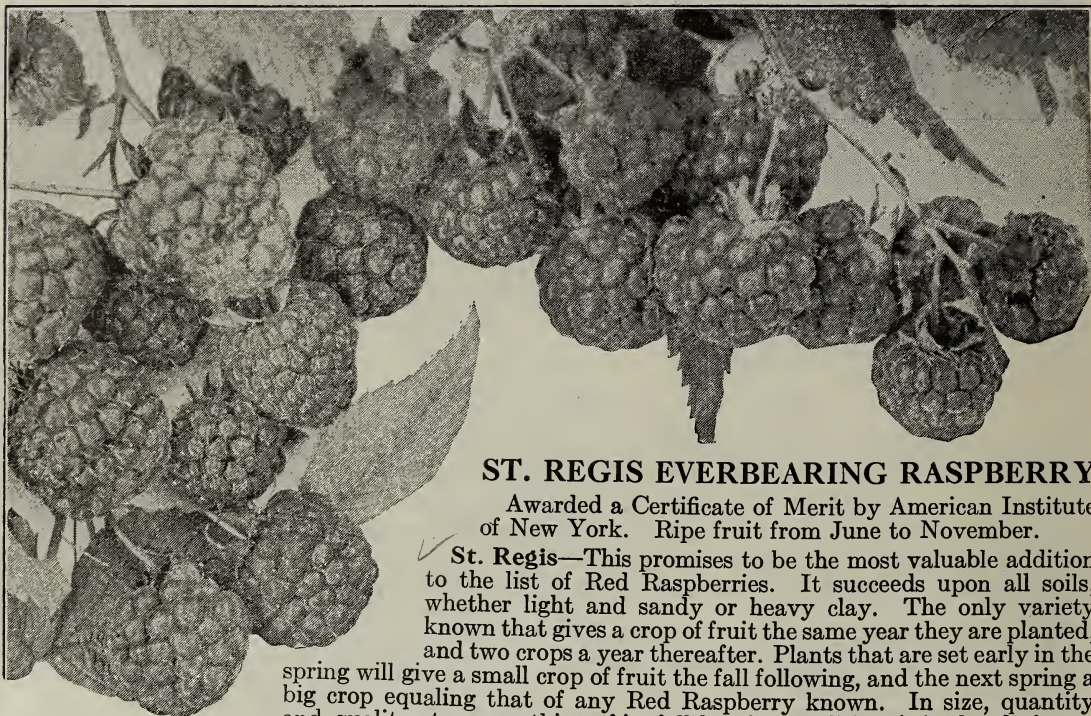 ST. REGIS EVERBEARING RASPBERRY
Awarded a Certificate of Merit by American Institute
of New York. Ripe fruit from June to November.
St. Regis—This promises to be the most valuable addition
to the list of Red Raspberries. It succeeds upon all soils
whether light and sandy or heavy clay. The only variety
known that gives a crop of fruit the same year they are planted
and two crops a year thereafter. Plants that are set early in the
spring will give a small crop of fruit the fall following, and the next spring a
big crop equaling that of any Red Raspberry known. In size, quantity